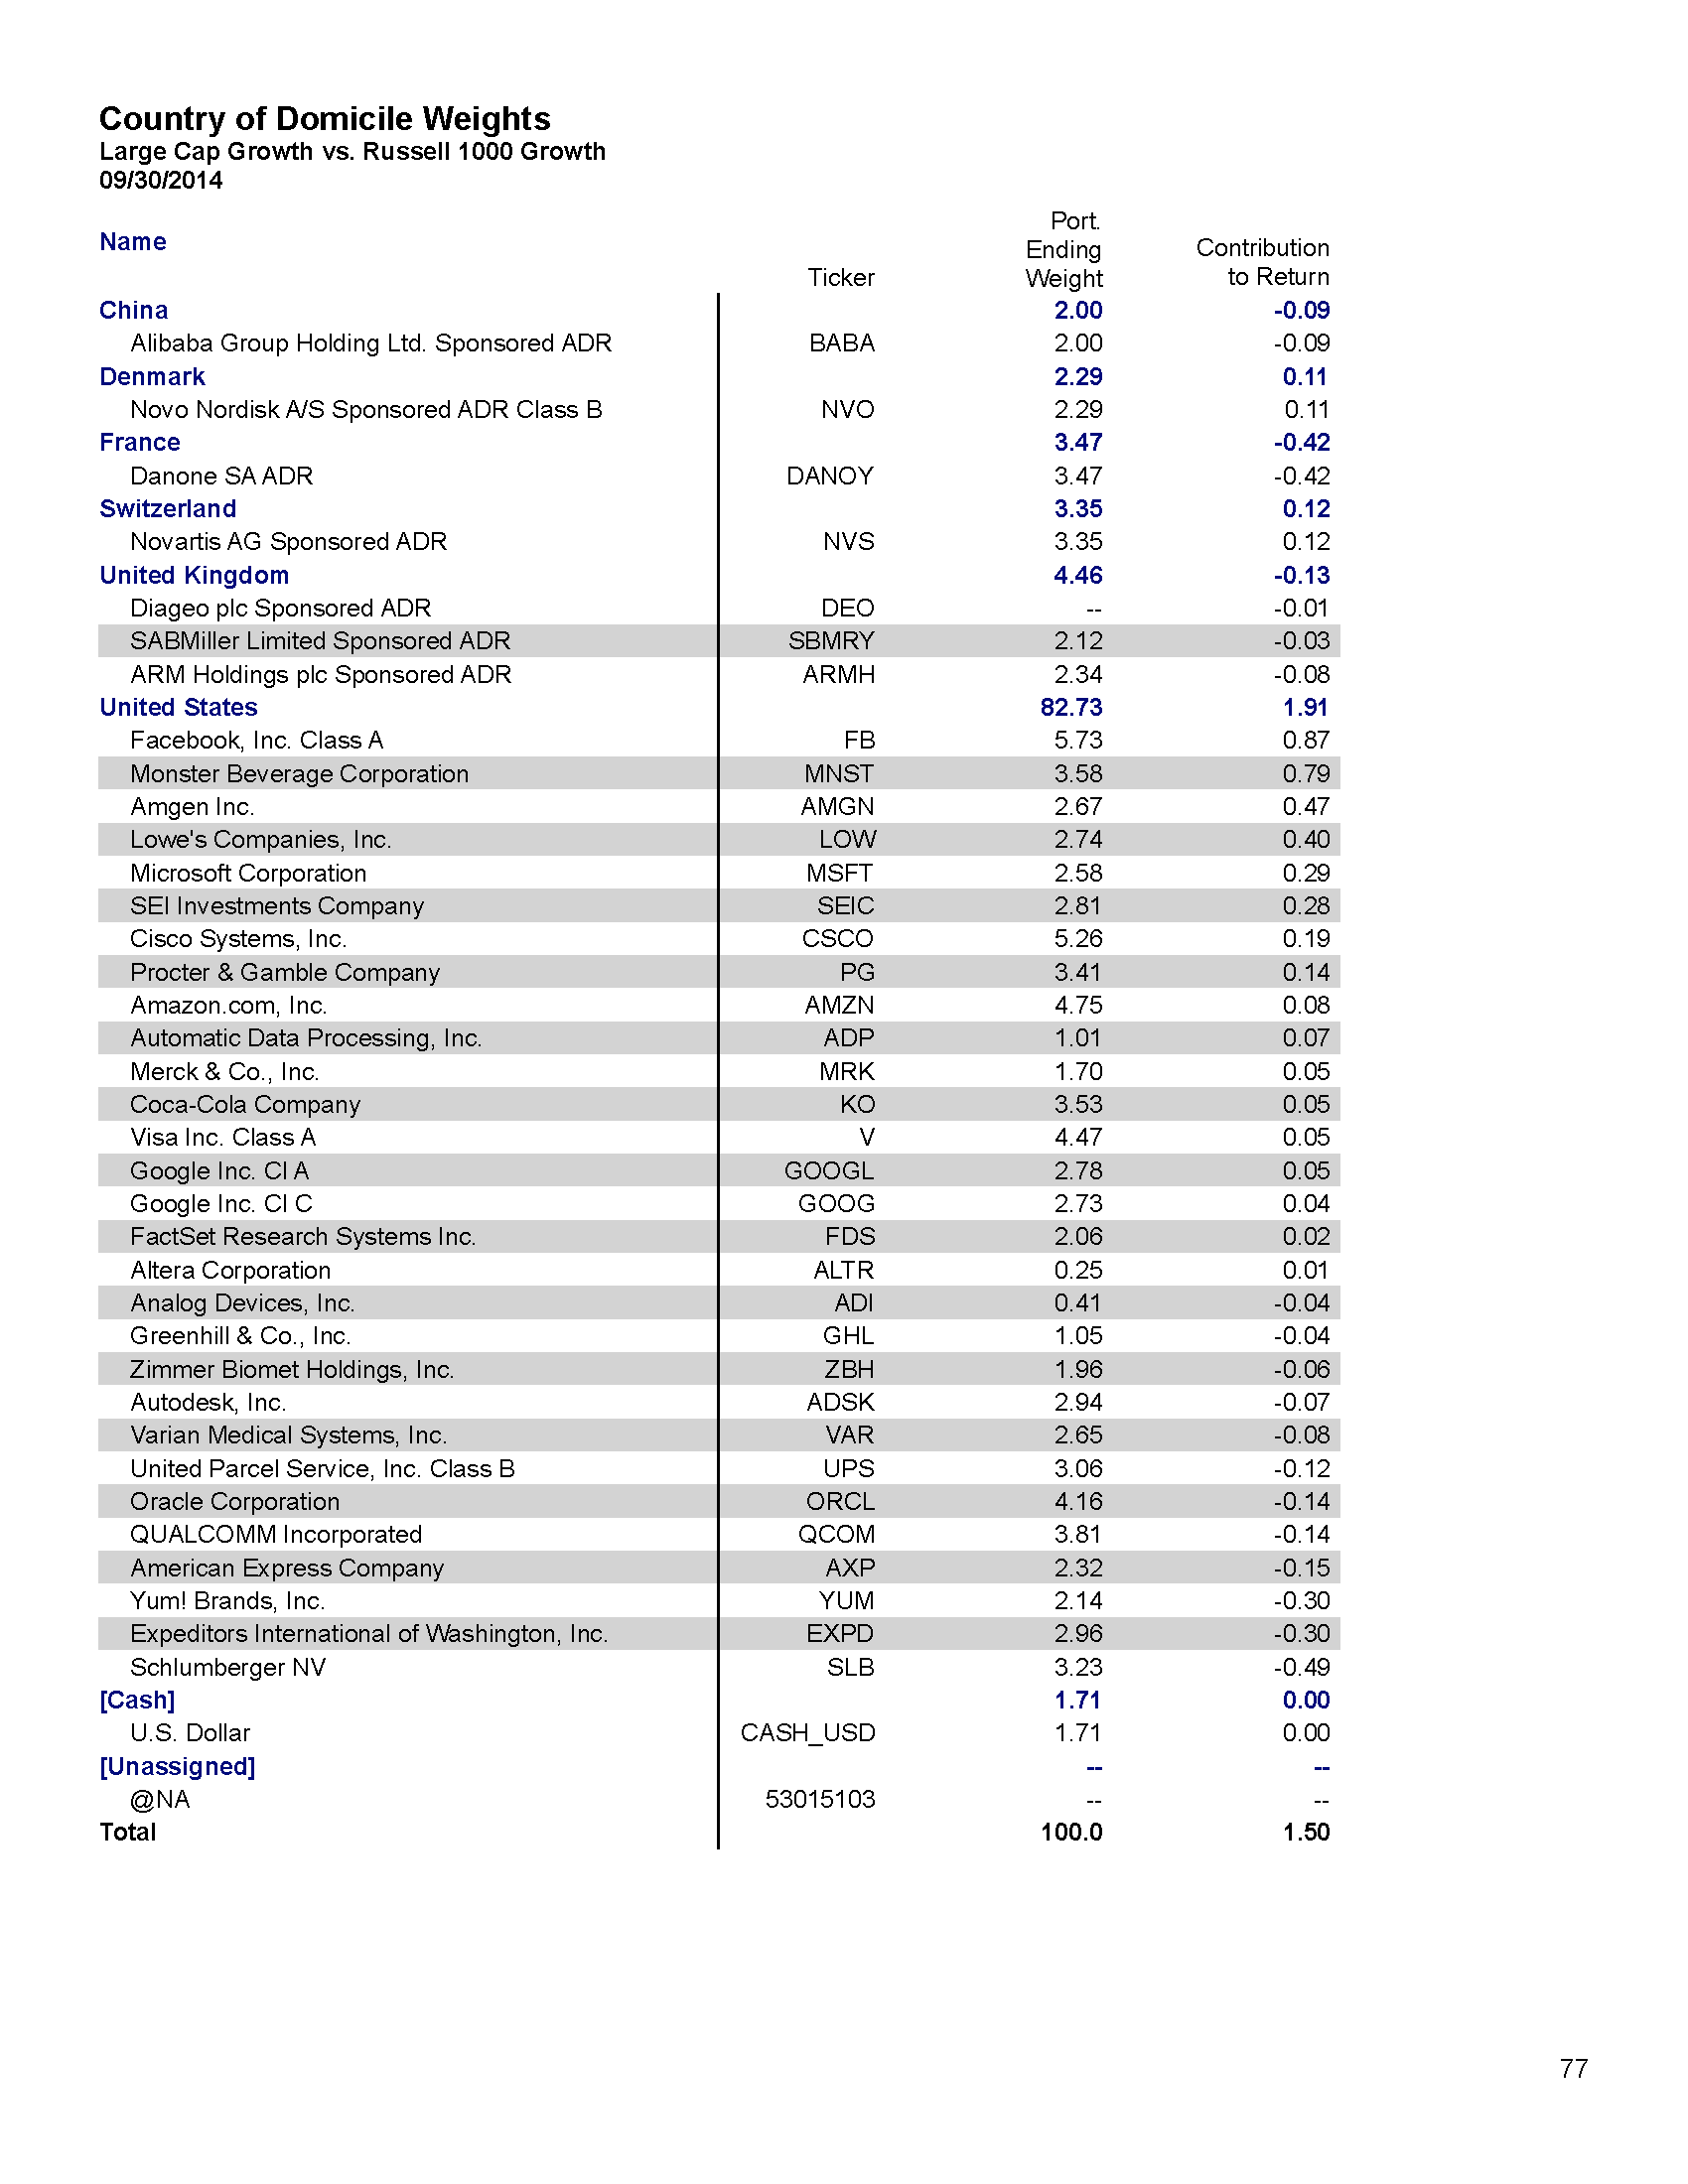 Country of Domicile Weights
Large Cap Growth vs. Russell 1000 Growth
09/30/2014
Name Ticker Port. Ending Weight Contribution to Return
China 2.00 -0.09
Alibaba Group Holding Ltd. Sponsored ADR BABA 2.00 -0.09
Denmark 2.29 0.11
Novo Nordisk A/S Sponsored ADR Class B NVO 2.29 0.11
France 3.47 -0.42
Danone SA ADR DANOY 3.47 -0.42
Switzerland 3.35 0.12
Novartis AG Sponsored ADR NVS 3.35 0.12
United Kingdom 4.46 -0.13
Diageo plc Sponsored ADR DEO -- -0.01
SABMiller Limited Sponsored ADR SBMRY 2.12 -0.03
ARM Holdings plc Sponsored ADR ARMH 2.34 -0.08
United States 82.73 1.91
Facebook, Inc. Class A FB 5.73 0.87
Monster Beverage Corporation MNST 3.58 0.79
Amgen Inc. AMGN 2.67 0.47
Lowe's Companies, Inc. LOW 2.74 0.40
Microsoft Corporation MSFT 2.58 0.29
SEI Investments Company SEIC 2.81 0.28
Cisco Systems, Inc. CSCO 5.26 0.19
Procter & Gamble Company PG 3.41 0.14
Amazon.com, Inc. AMZN 4.75 0.08
Automatic Data Processing, Inc. ADP 1.01 0.07
Merck & Co., Inc. MRK 1.70 0.05
Coca-Cola Company KO 3.53 0.05
Visa Inc. Class A V 4.47 0.05
Google Inc. Cl A GOOGL 2.78 0.05
Google Inc. Cl C GOOG 2.73 0.04
FactSet Research Systems Inc. FDS 2.06 0.02
Altera Corporation ALTR 0.25 0.01
Analog Devices, Inc. ADI 0.41 -0.04
Greenhill & Co., Inc. GHL 1.05 -0.04
Zimmer Biomet Holdings, Inc. ZBH 1.96 -0.06
Autodesk, Inc. ADSK 2.94 -0.07
Varian Medical Systems, Inc. VAR 2.65 -0.08
United Parcel Service, Inc. Class B UPS 3.06 -0.12
Oracle Corporation ORCL 4.16 -0.14
QUALCOMM Incorporated QCOM 3.81 -0.14
American Express Company AXP 2.32 -0.15
Yum! Brands, Inc. YUM 2.14 -0.30
Expeditors International of Washington, Inc. EXPD 2.96 -0.30
Schlumberger NV SLB 3.23 -0.49
[Cash] 1.71 0.00
U.S. Dollar CASH_USD 1.71 0.00
[Unassigned] -- --
@NA 53015103 -- --
Total 100.0 1.50
77